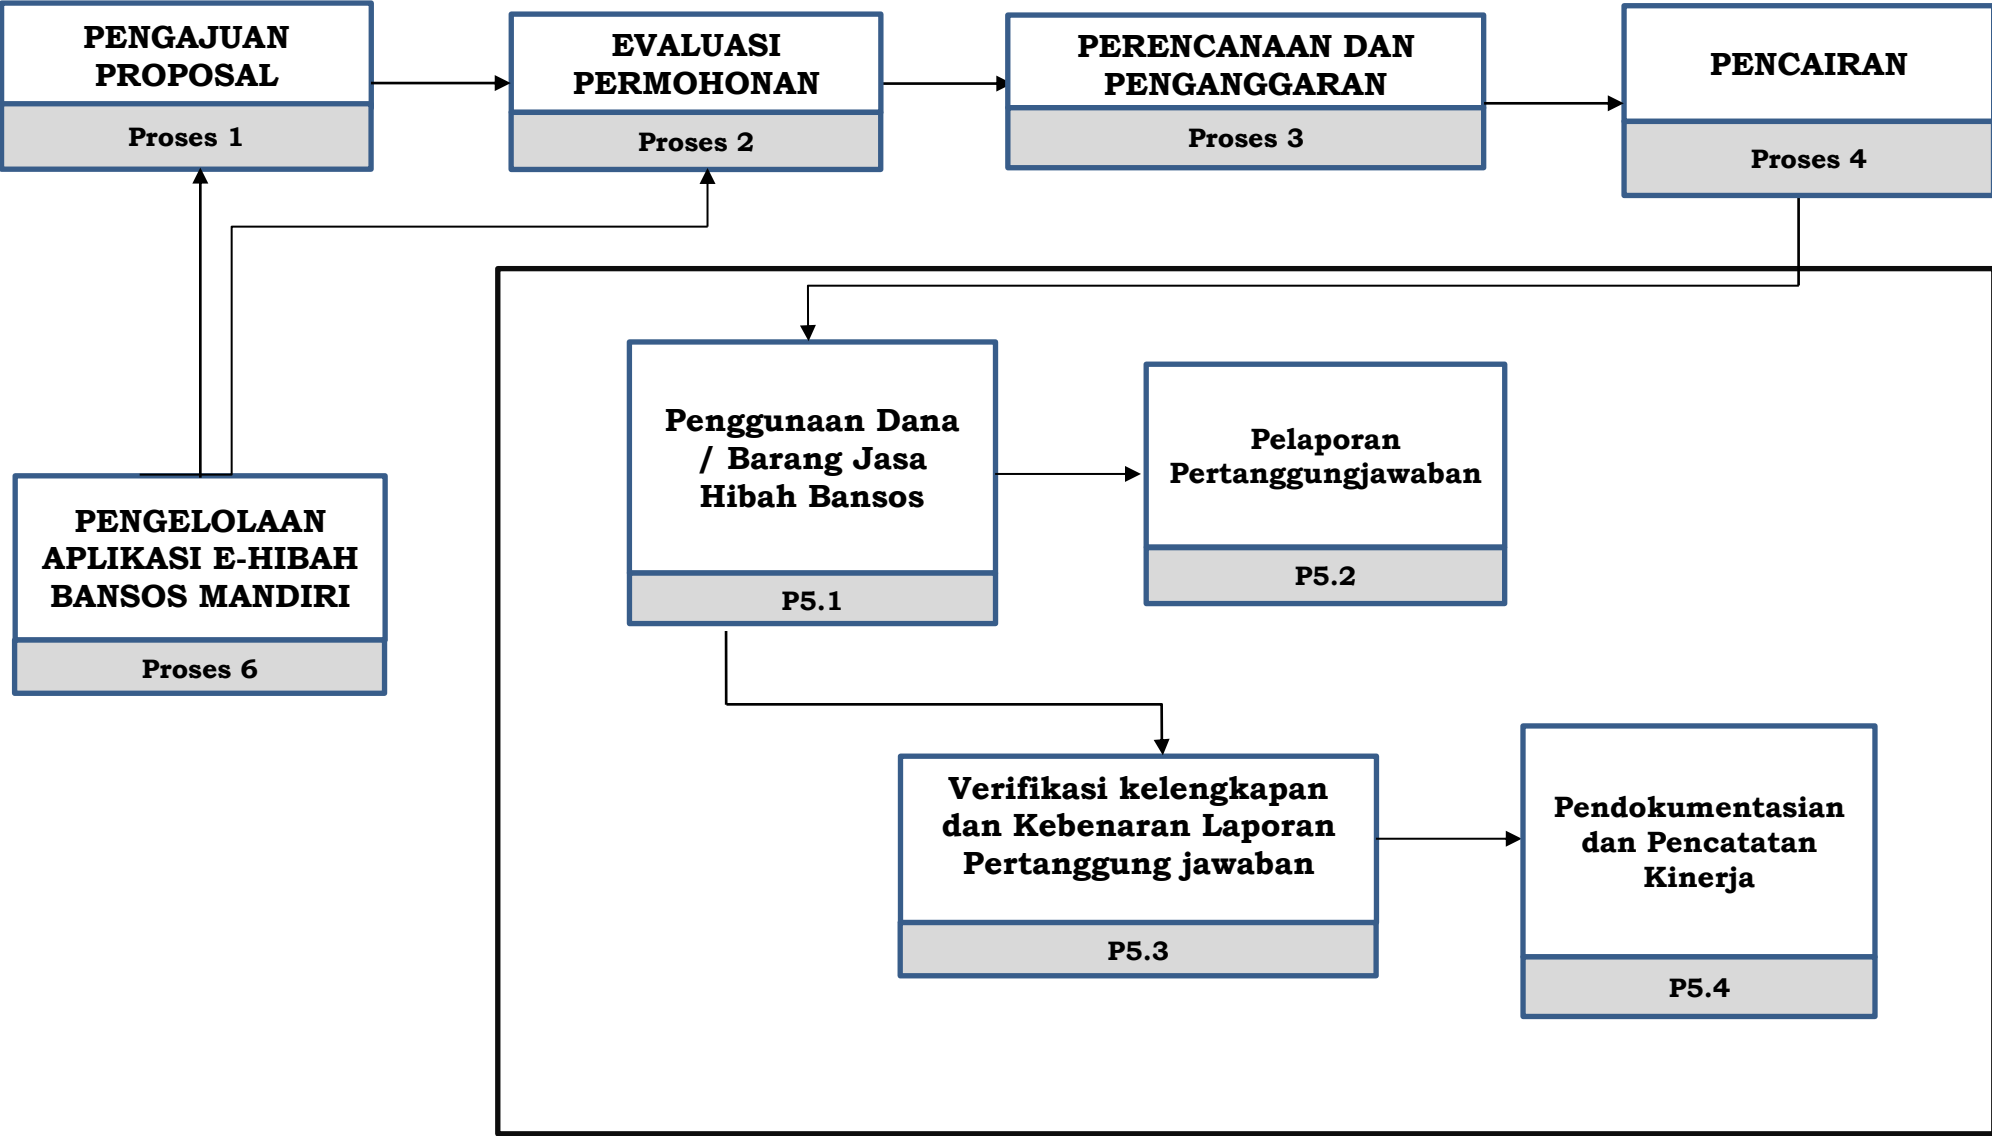 PENGAJUAN
PROPOSAL
Proses 1
EVALUASI
PERMOHONAN
Proses 2
PERENCANAAN DAN
PENGANGGARAN
Proses 3
PENCAIRAN
Proses 4
PENGELOLAAN
APLIKASI E-HIBAH
BANSOS MANDIRI
Proses 6
Penggunaan Dana
/ Barang Jasa
Hibah Bansos
P5.1
Pelaporan
Pertanggungjawaban
P5.2
Verifikasi kelengkapan
dan Kebenaran Laporan
Pertanggung jawaban
P5.3
Pendokumentasian
dan Pencatatan
Kinerja
P5.4